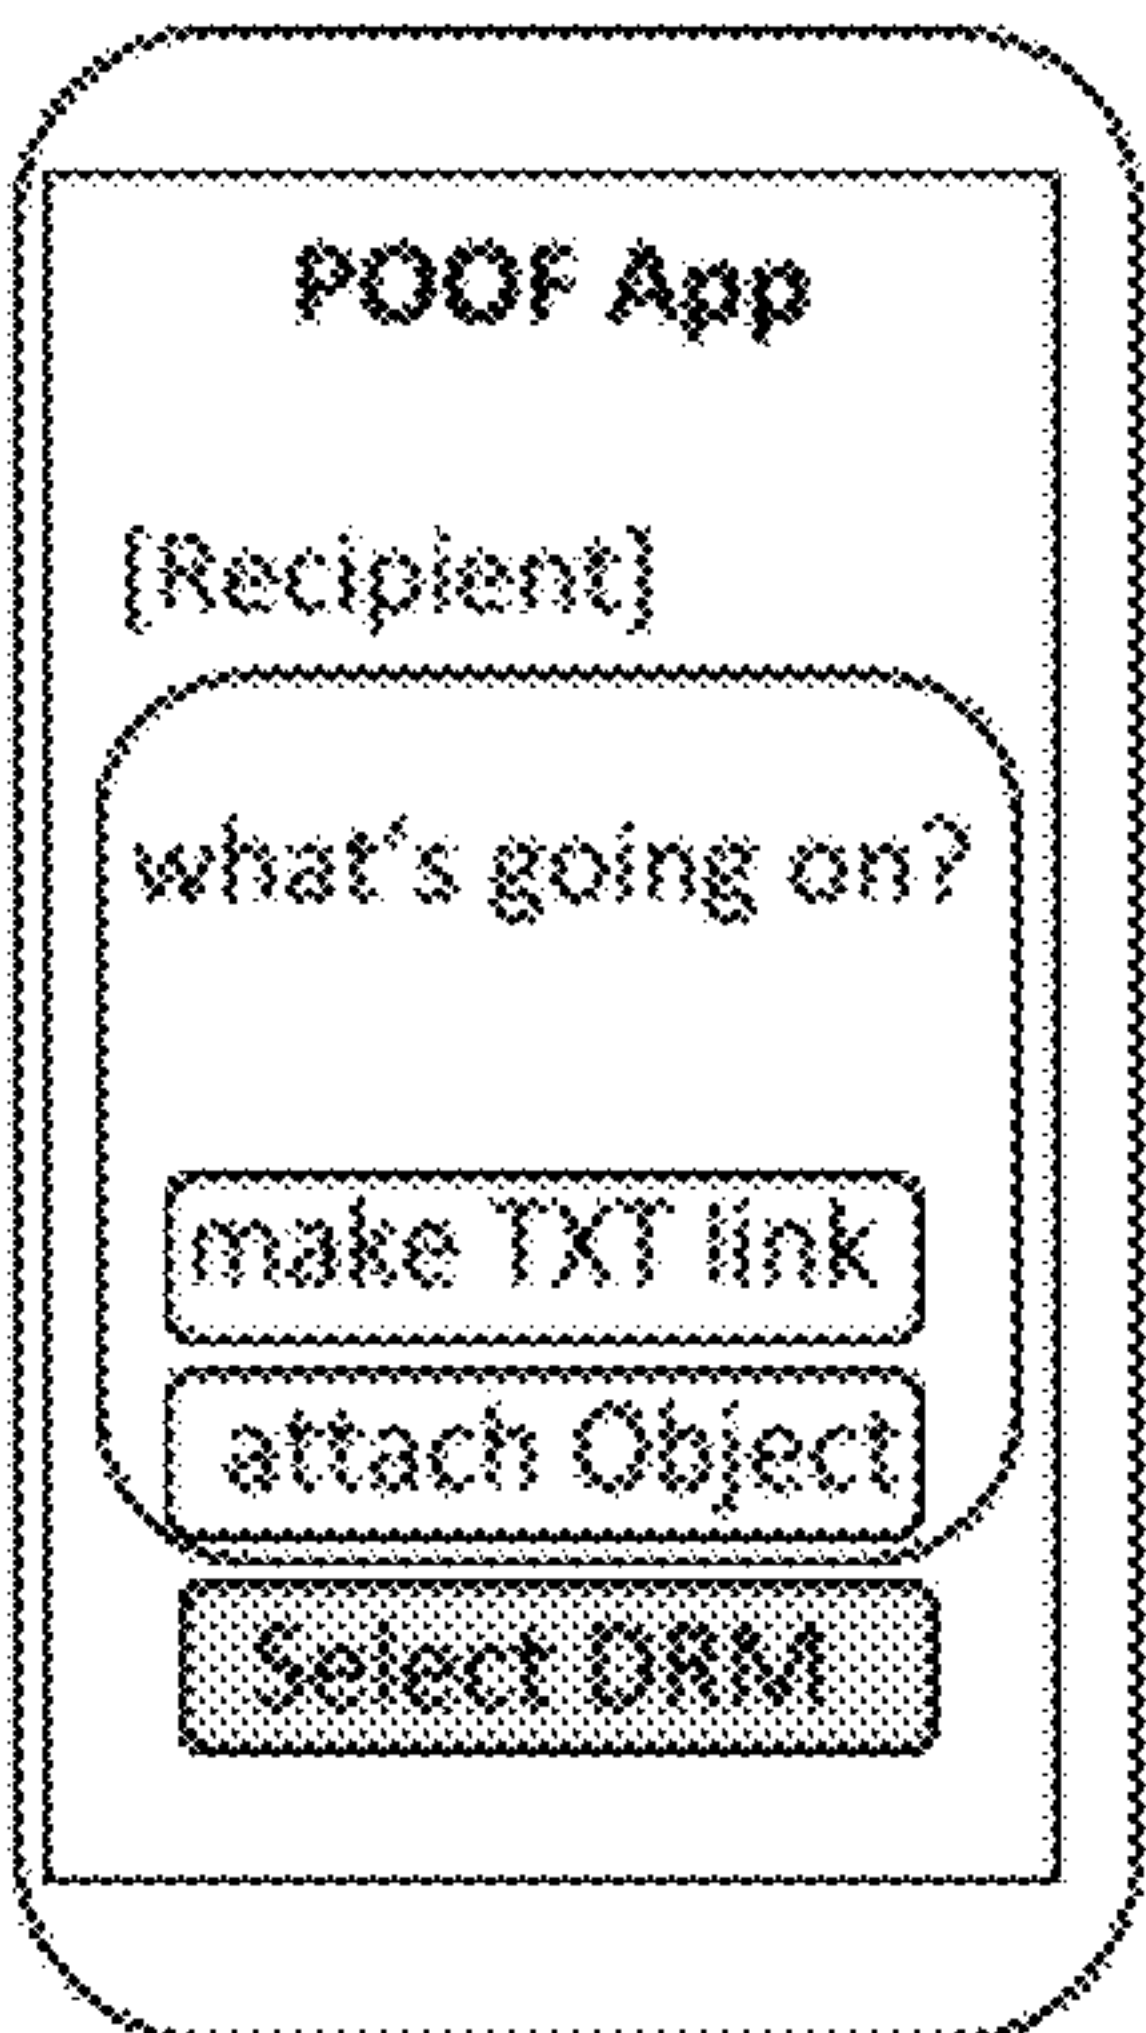 POOF App
[Recipient]
what's going on?
make TXT link
attach Object
Select DRM